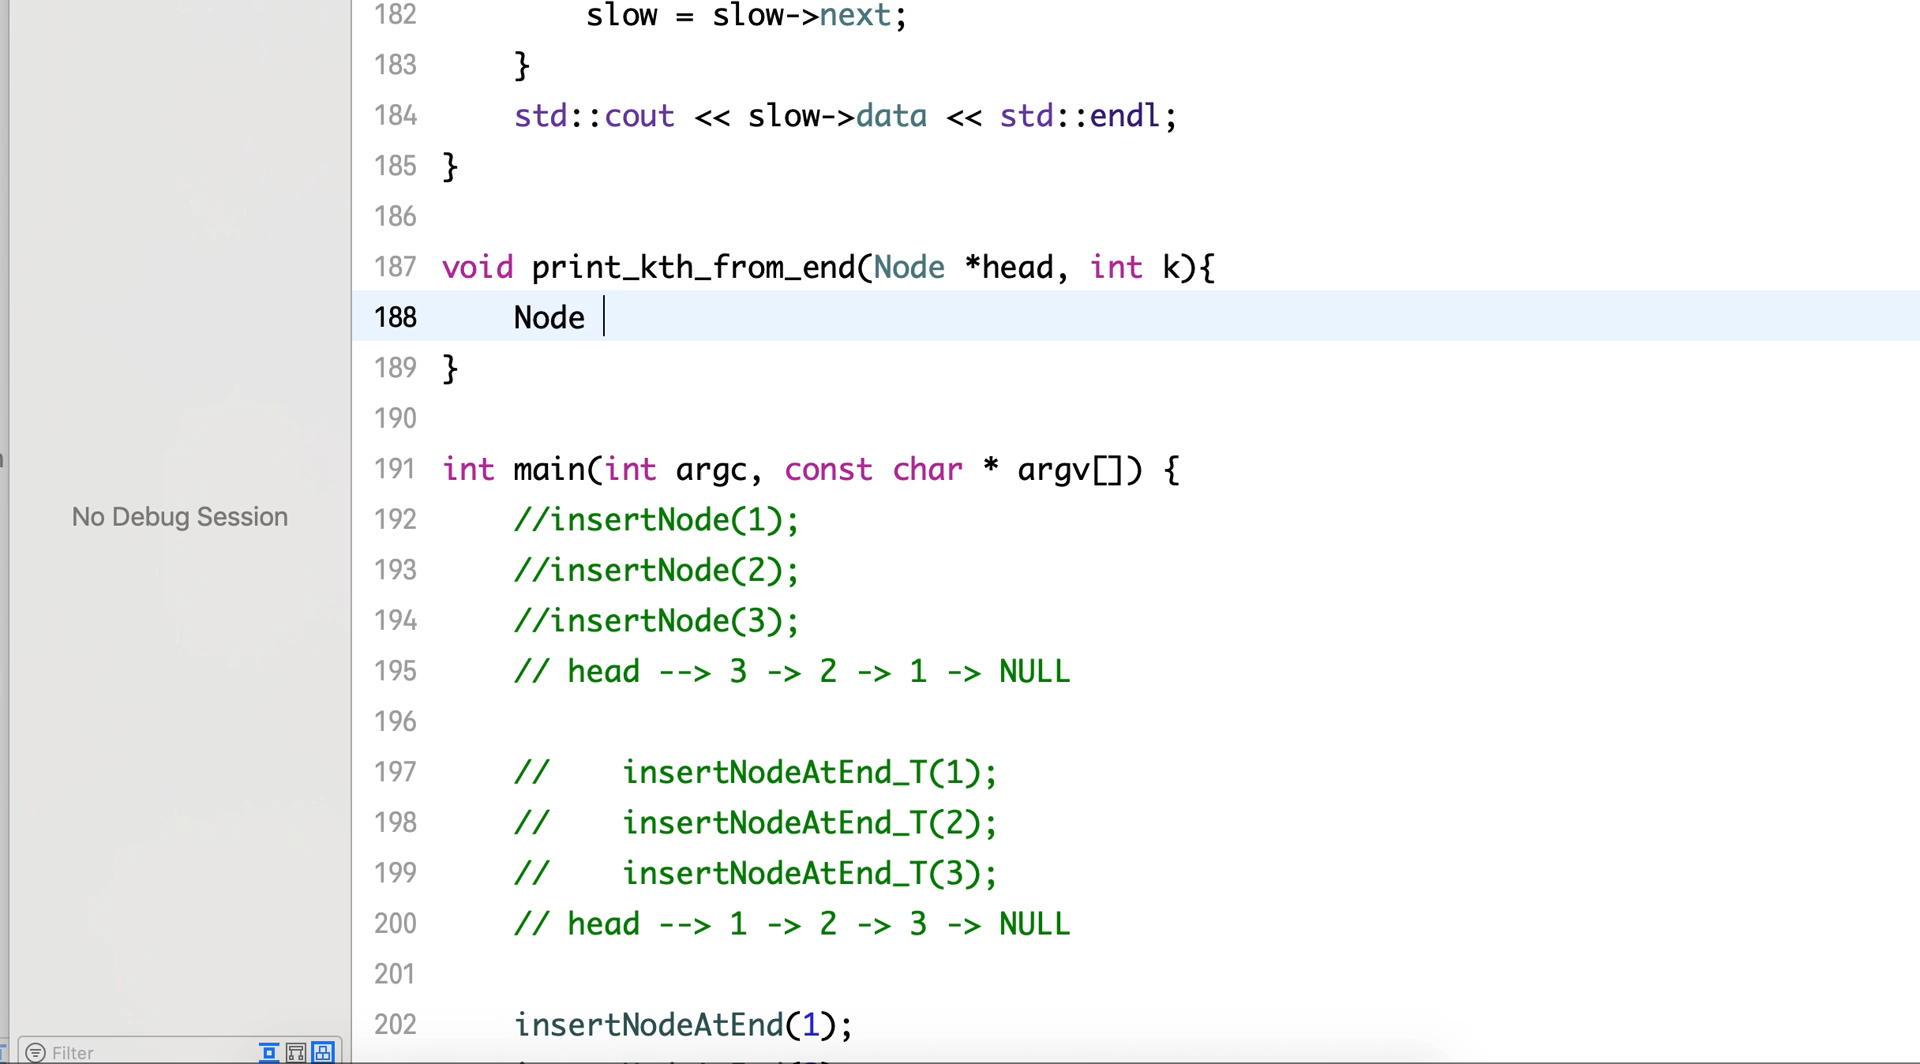 182 slow = slow->next;
183 }
184 std::cout << slow->data << std::endl;
185 }
186
187 void print_kth_from_end(Node *head, int k){
188 Node
189 }
190
191 int main(int argc, const char * argv[]) {
192 //insertNode(1);
193 //insertNode(2);
194 //insertNode(3);
195 // head --> 3 -> 2 -> 1 -> NULL
196
197 // insertNodeAtEnd_T(1);
198 // insertNodeAtEnd_T(2);
199 // insertNodeAtEnd_T(3);
200 // head --> 1 -> 2 -> 3 -> NULL
201
202 insertNodeAtEnd(1);
No Debug Session
Filter